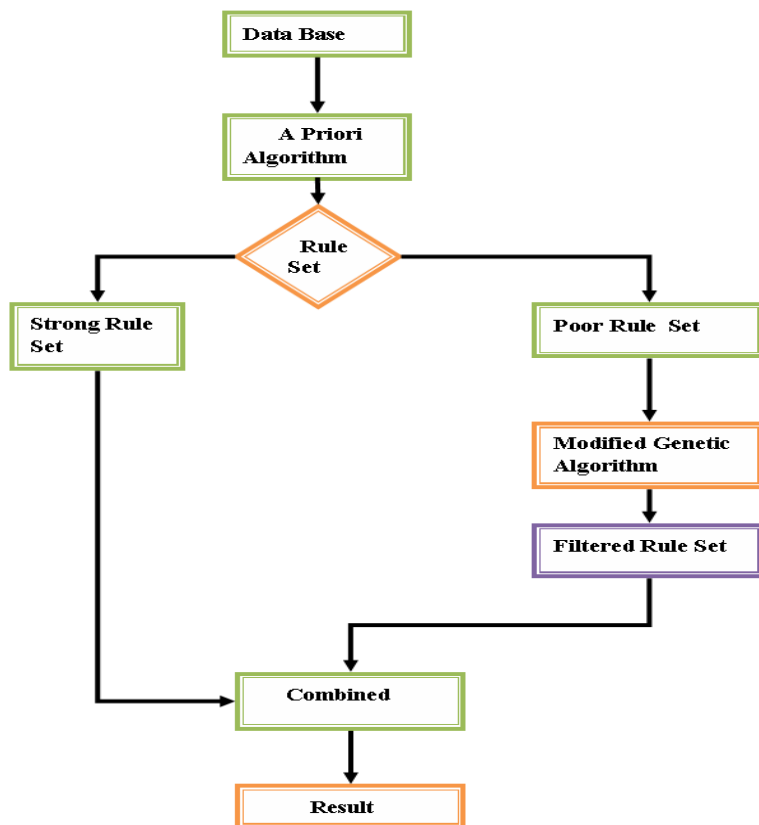 Data Base
A Priori
Algorithm
Rule
Set
Strong Rule
Set
Poor Rule Set
Modified Genetic
Algorithm
Filtered Rule Set
Combined
Result